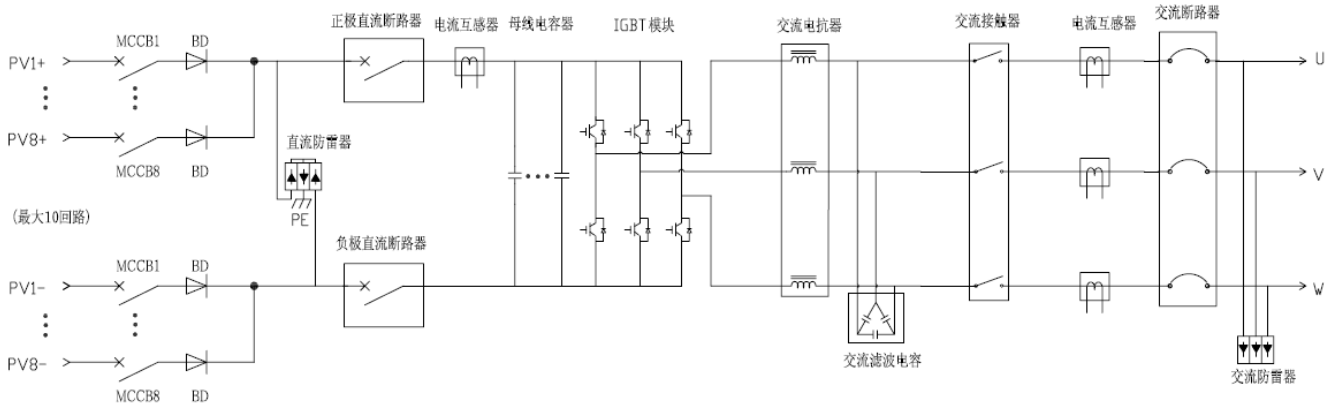 正极直流断路器
电流互感器
母线电容器
IGBT模块
交流电抗器
交流接触器
电流互感器
交流断路器
MCCB1
BD
PV1+
U
PV8+
MCCB8
BD
直流防雷器
PE
V
(最大10回路)
负极直流断路器
MCCB1
BD
PV1-
W
PV8-
MCCB8
BD
交流滤波电容
交流防雷器